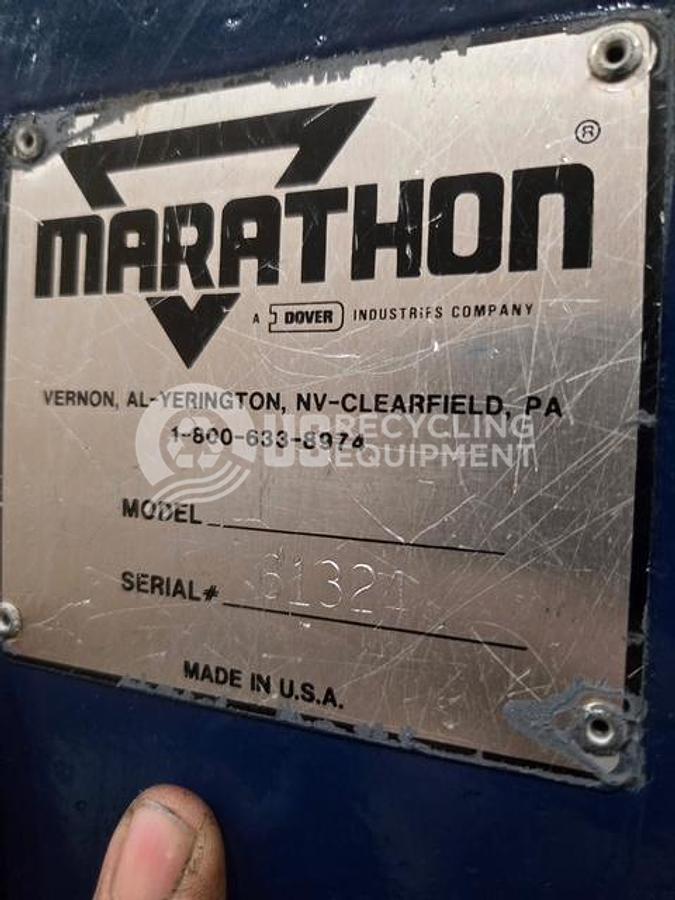 MARATHON ®
A DOVER INDUSTRIES COMPANY
VERNON, AL-YERINGTON, NV-CLEARFIELD, PA
1-800-633-8974
US RECYCLING
EQUIPMENT
MODEL
SERIAL# 61321
MADE IN U.S.A.